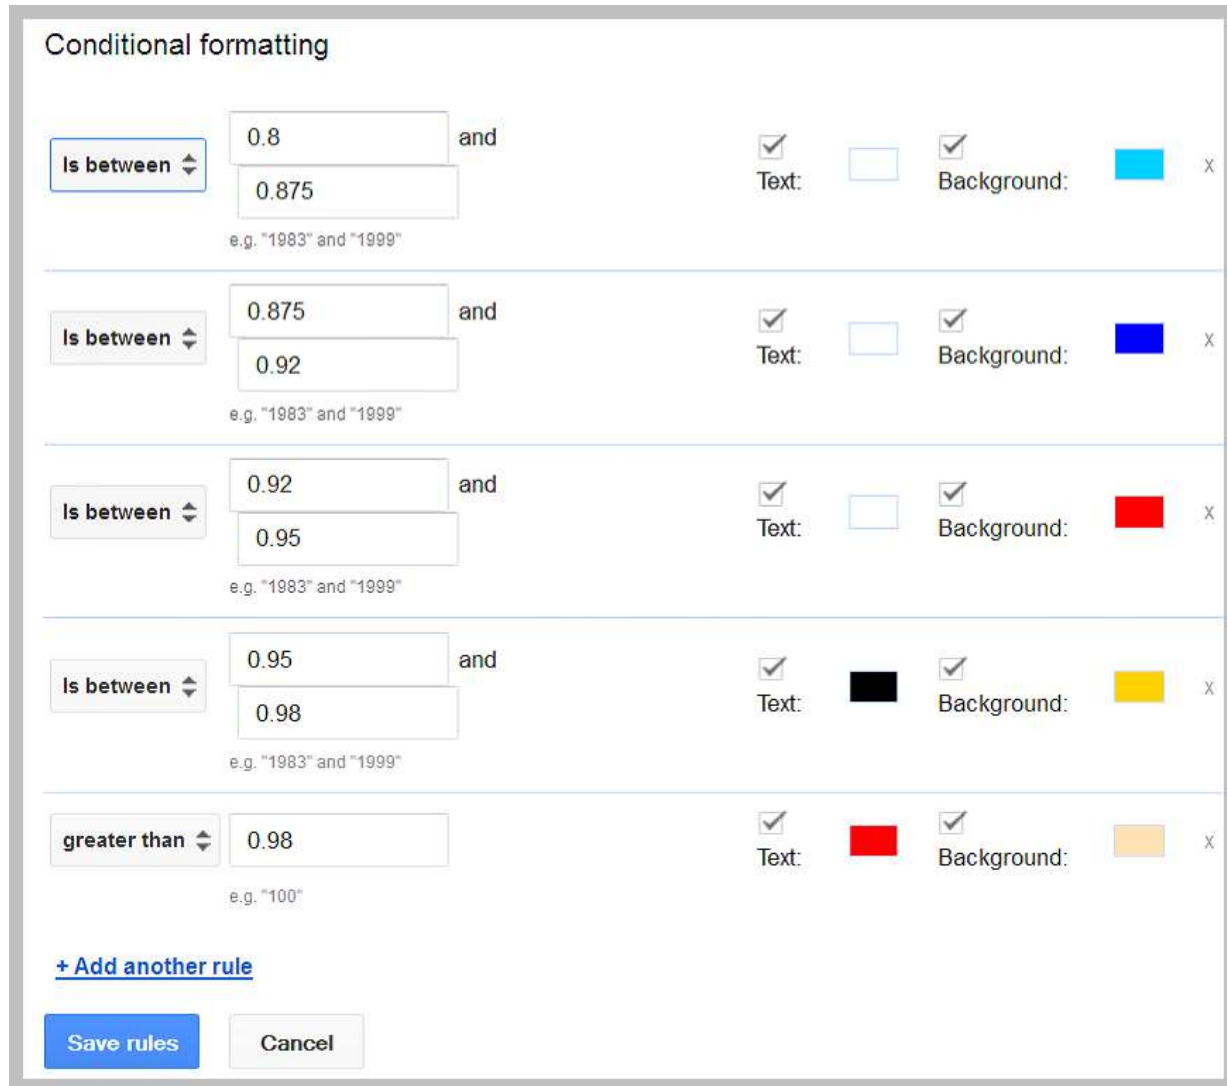 Conditional formatting
Is between 0.8 and
0.875
Text: Background: x
e.g. "1983" and "1999"
Is between 0.875 and
0.92
Text: Background: x
e.g. "1983" and "1999"
Is between 0.92 and
0.95
Text: Background: x
e.g. "1983" and "1999"
Is between 0.95 and
0.98
Text: Background: x
e.g. "1983" and "1999"
greater than 0.98
Text: Background: x
e.g. "100"
+ Add another rule
Save rules Cancel